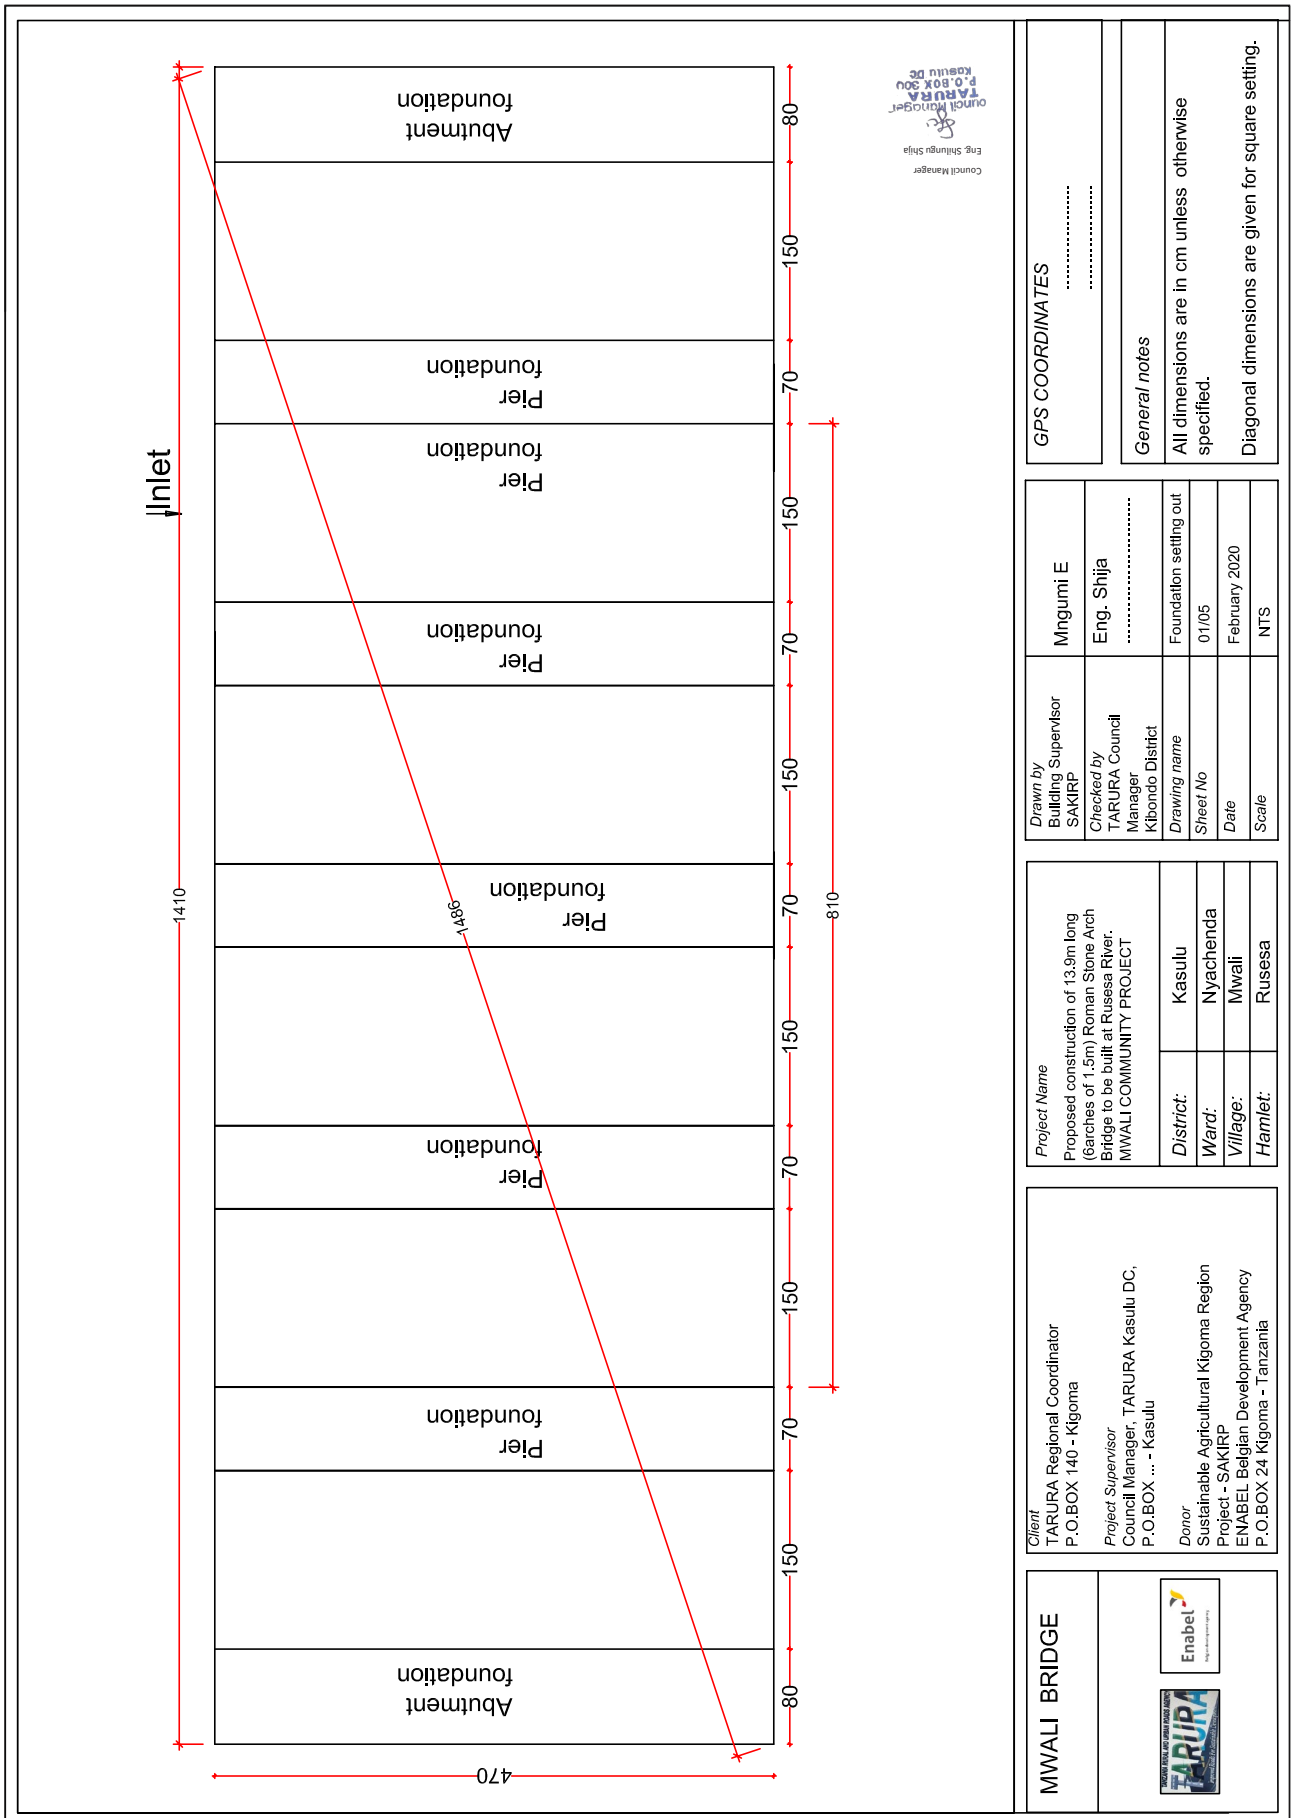 Inlet
1410
1486
470
810
Abutment
foundation
Pier
foundation
Pier
foundation
Pier
foundation
Pier
foundation
Pier
foundation
Pier
foundation
Abutment
foundation
80
150
70
150
70
150
70
150
70
150
70
150
80
Council Manager
Eng. Shilungu Shija
ouncil Manager
TARURA
P.O.BOX 300
Kasulu DC
MWALI BRIDGE
TANZANIA RURAL AND URBAN ROADS AGENCY
TARURA
Enabel
Client
TARURA Regional Coordinator
P.O.BOX 140 - Kigoma
Project Supervisor
Council Manager, TARURA Kasulu DC,
P.O.BOX ... - Kasulu
Donor
Sustainable Agricultural Kigoma Region
Project - SAKIRP
ENABEL Belgian Development Agency
P.O.BOX 24 Kigoma - Tanzania
Project Name
Proposed construction of 13.9m long
(6arches of 1.5m) Roman Stone Arch
Bridge to be built at Rusesa River.
MWALI COMMUNITY PROJECT
District: Kasulu
Ward: Nyachenda
Village: Mwali
Hamlet: Rusesa
Drawn by
Building Supervisor
SAKIRP
Mngumi E
Checked by
TARURA Council
Manager
Kibondo District
Eng. Shija
Drawing name Foundation setting out
Sheet No 01/05
Date February 2020
Scale NTS
GPS COORDINATES
General notes
All dimensions are in cm unless otherwise
specified.
Diagonal dimensions are given for square setting.